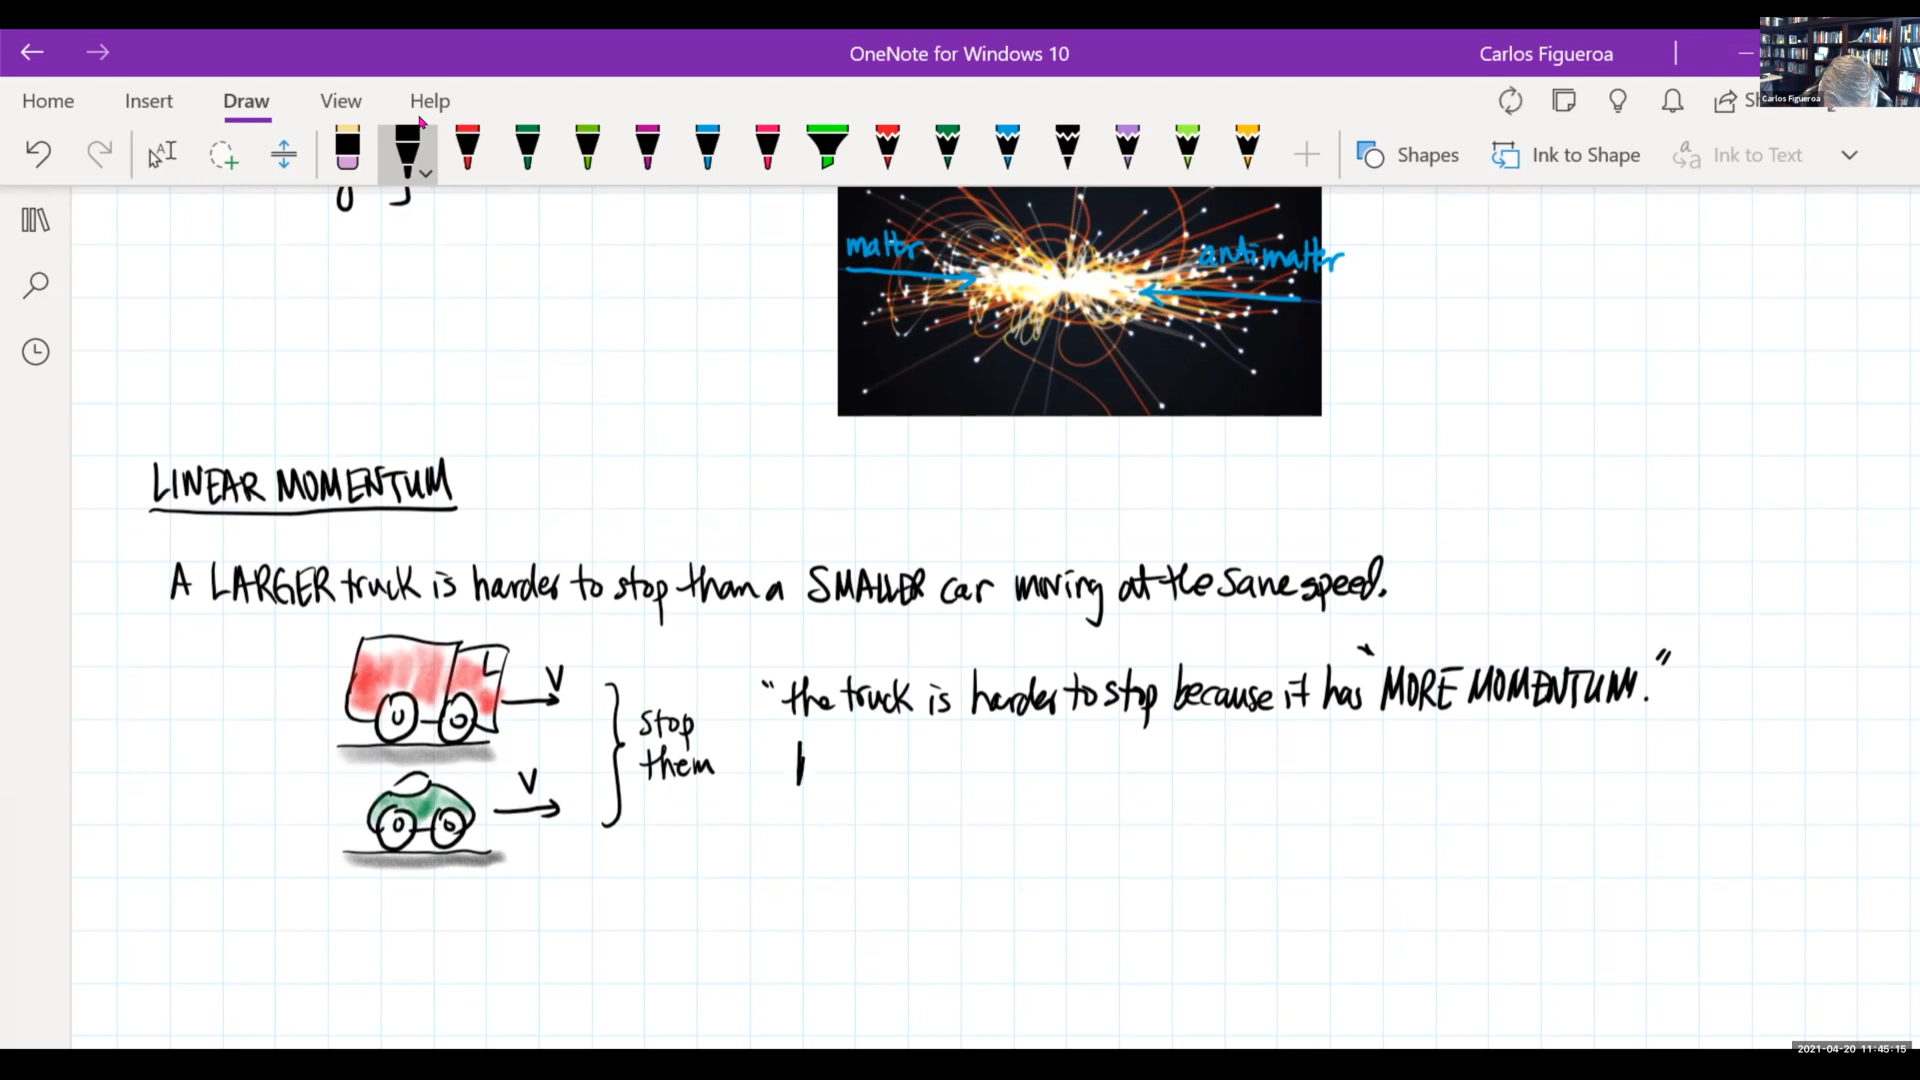 OneNote for Windows 10
Carlos Figueroa
Carlos Figueroa
Home Insert Draw View Help
Shapes Ink to Shape Ink to Text
matter
antimatter
LINEAR MOMENTUM
A LARGER truck is harder to stop than a SMALLER car moving at the same speed.
V
"the truck is harder to stop because it has "MORE MOMENTUM."
stop
them
V
2021-04-20 11:45:15